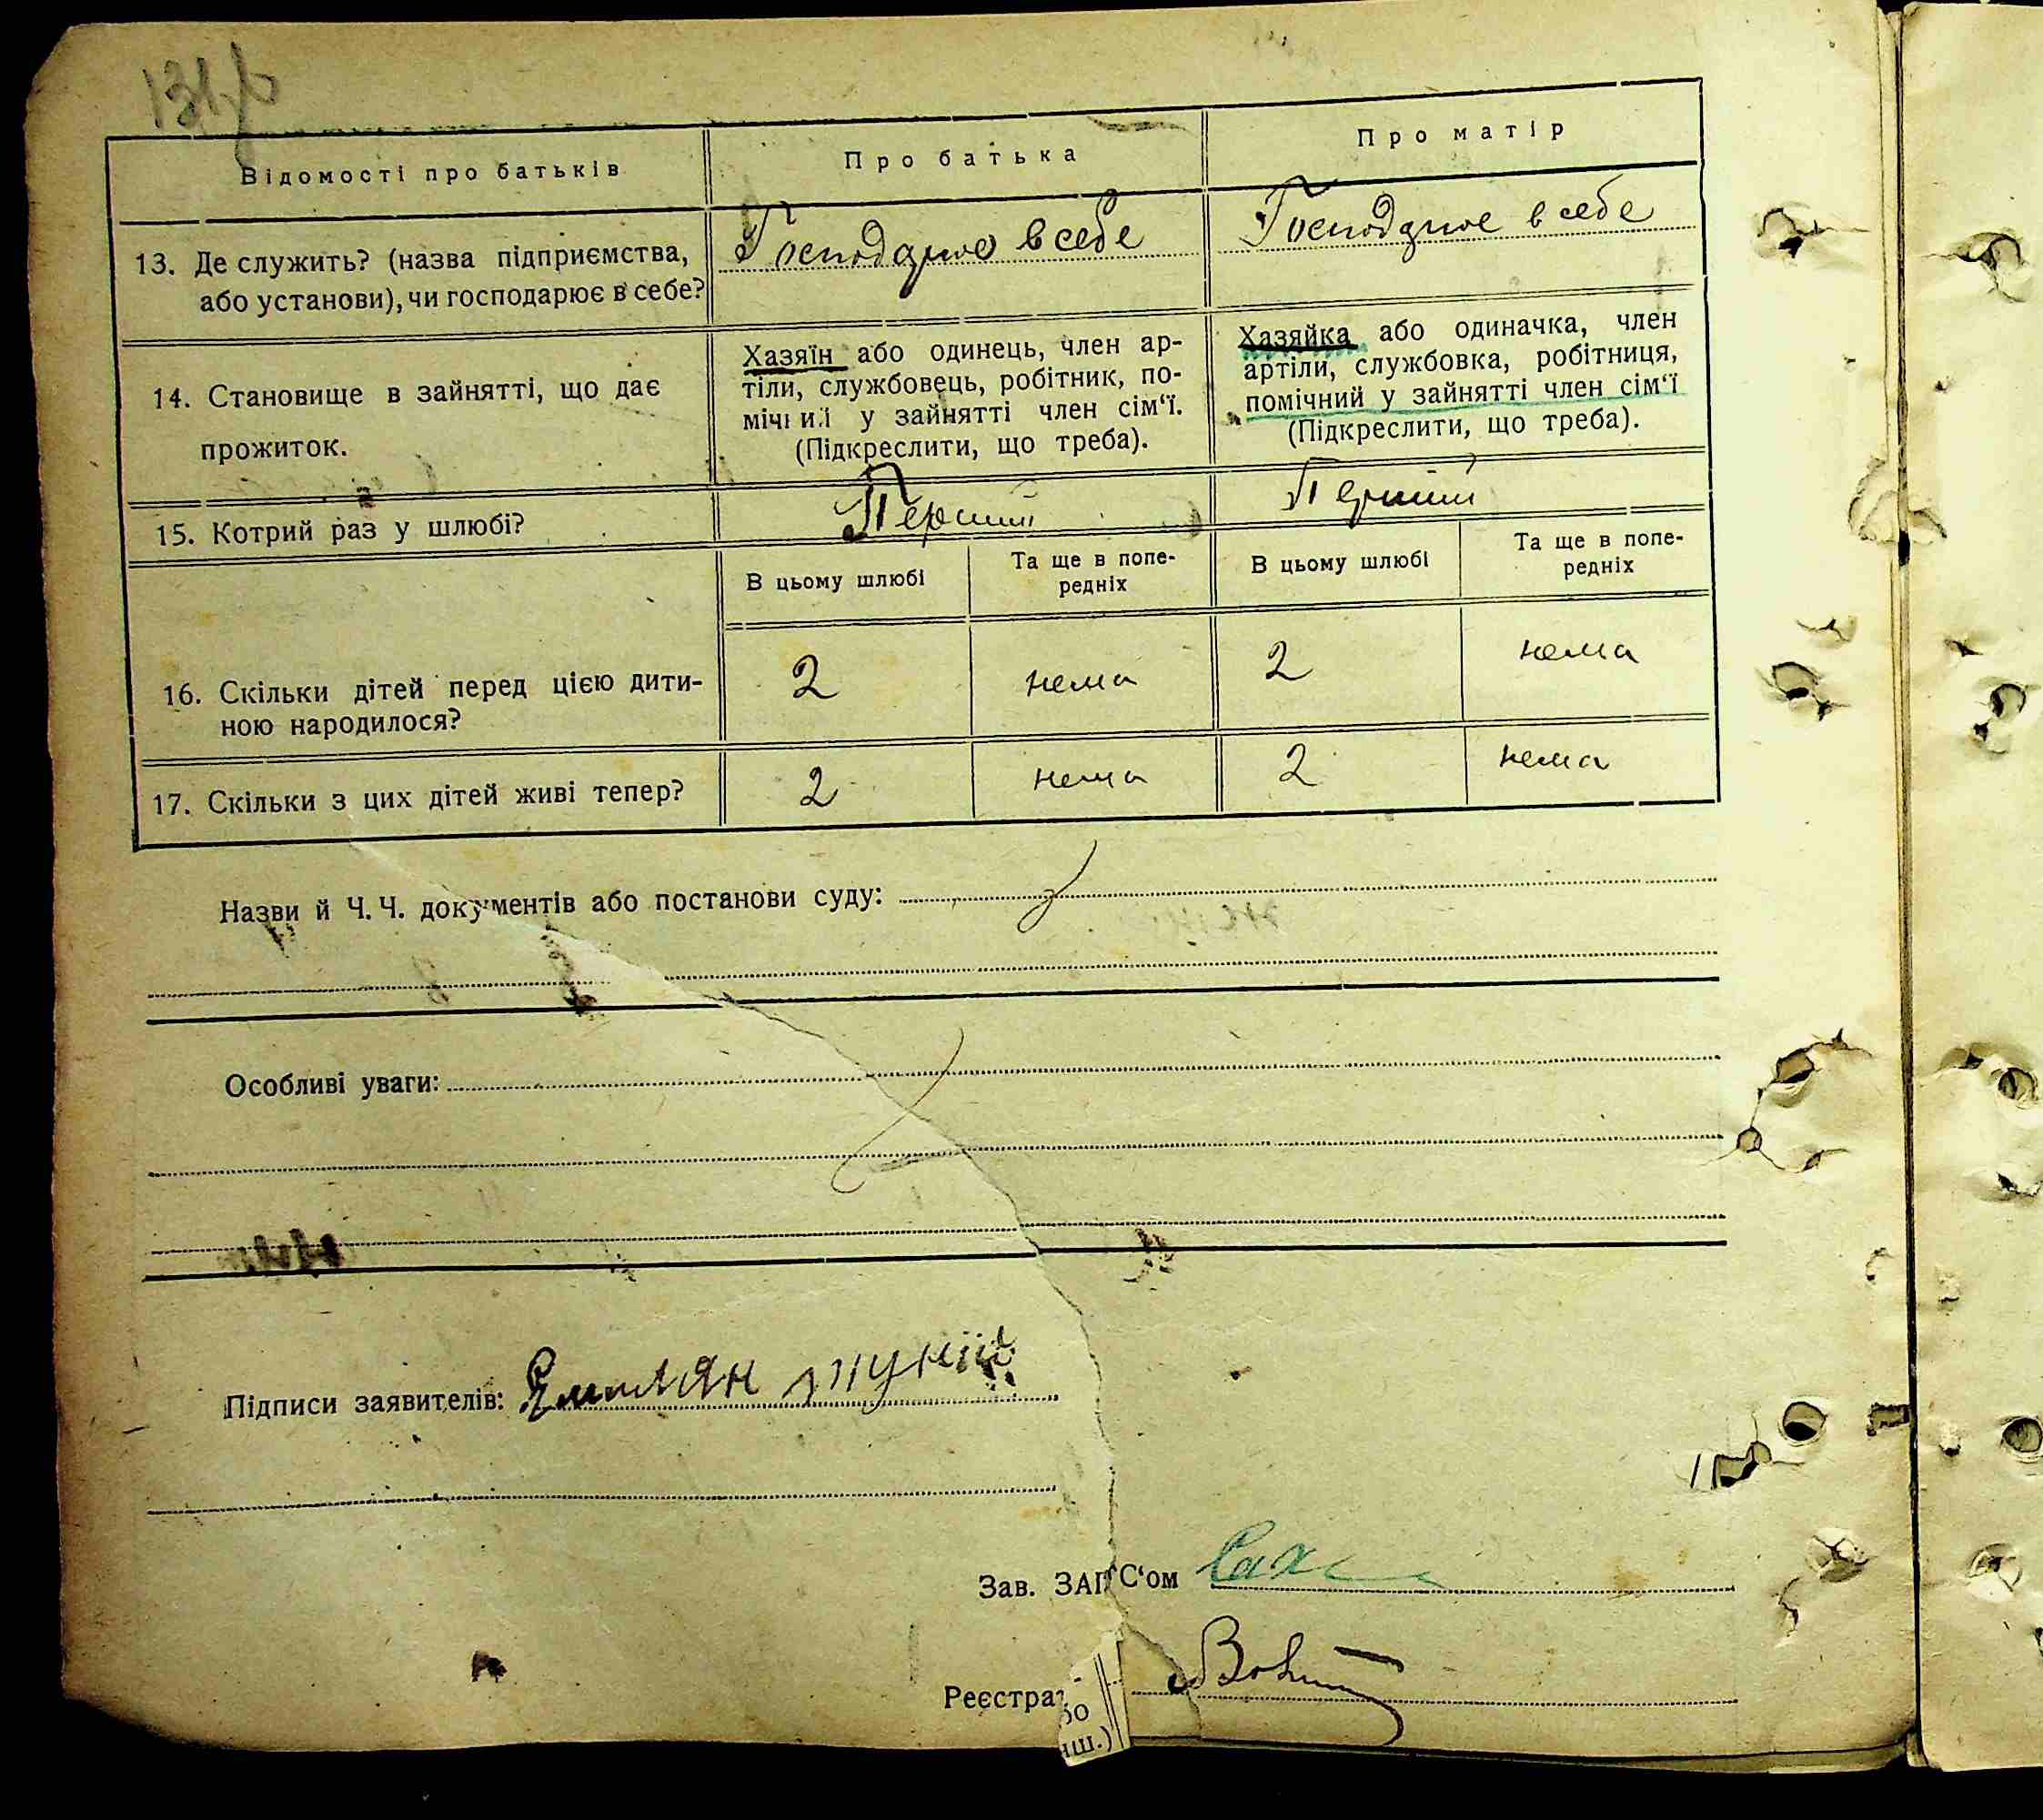 Відомості про батьків
Про батька
Про матір
13. Де служить? (назва підприємства,
або установи), чи господарює в себе?
Господарює в себе
Господарює в себе
14. Становище в зайнятті, що дає
прожиток.
Хазяїн або одинець, член ар-
тіли, службовець, робітник, по-
мічний у зайнятті член сім‘ї.
(Підкреслити, що треба).
Хазяйка або одиначка, член
артіли, службовка, робітниця,
помічний у зайнятті член сім‘ї
(Підкреслити, що треба).
15. Котрий раз у шлюбі?
Перший
Перший
В цьому шлюбі
Та ще в попе-
редніх
В цьому шлюбі
Та ще в попе-
редніх
16. Скільки дітей перед цією дити-
ною народилося?
2
нема
2
нема
17. Скільки з цих дітей живі тепер?
2
нема
2
нема
Назви й Ч. Ч. документів або постанови суду:
Особливі уваги:
Підписи заявителів:
Зав. ЗАГС‘ом
Реєстрат
бо
иш.)